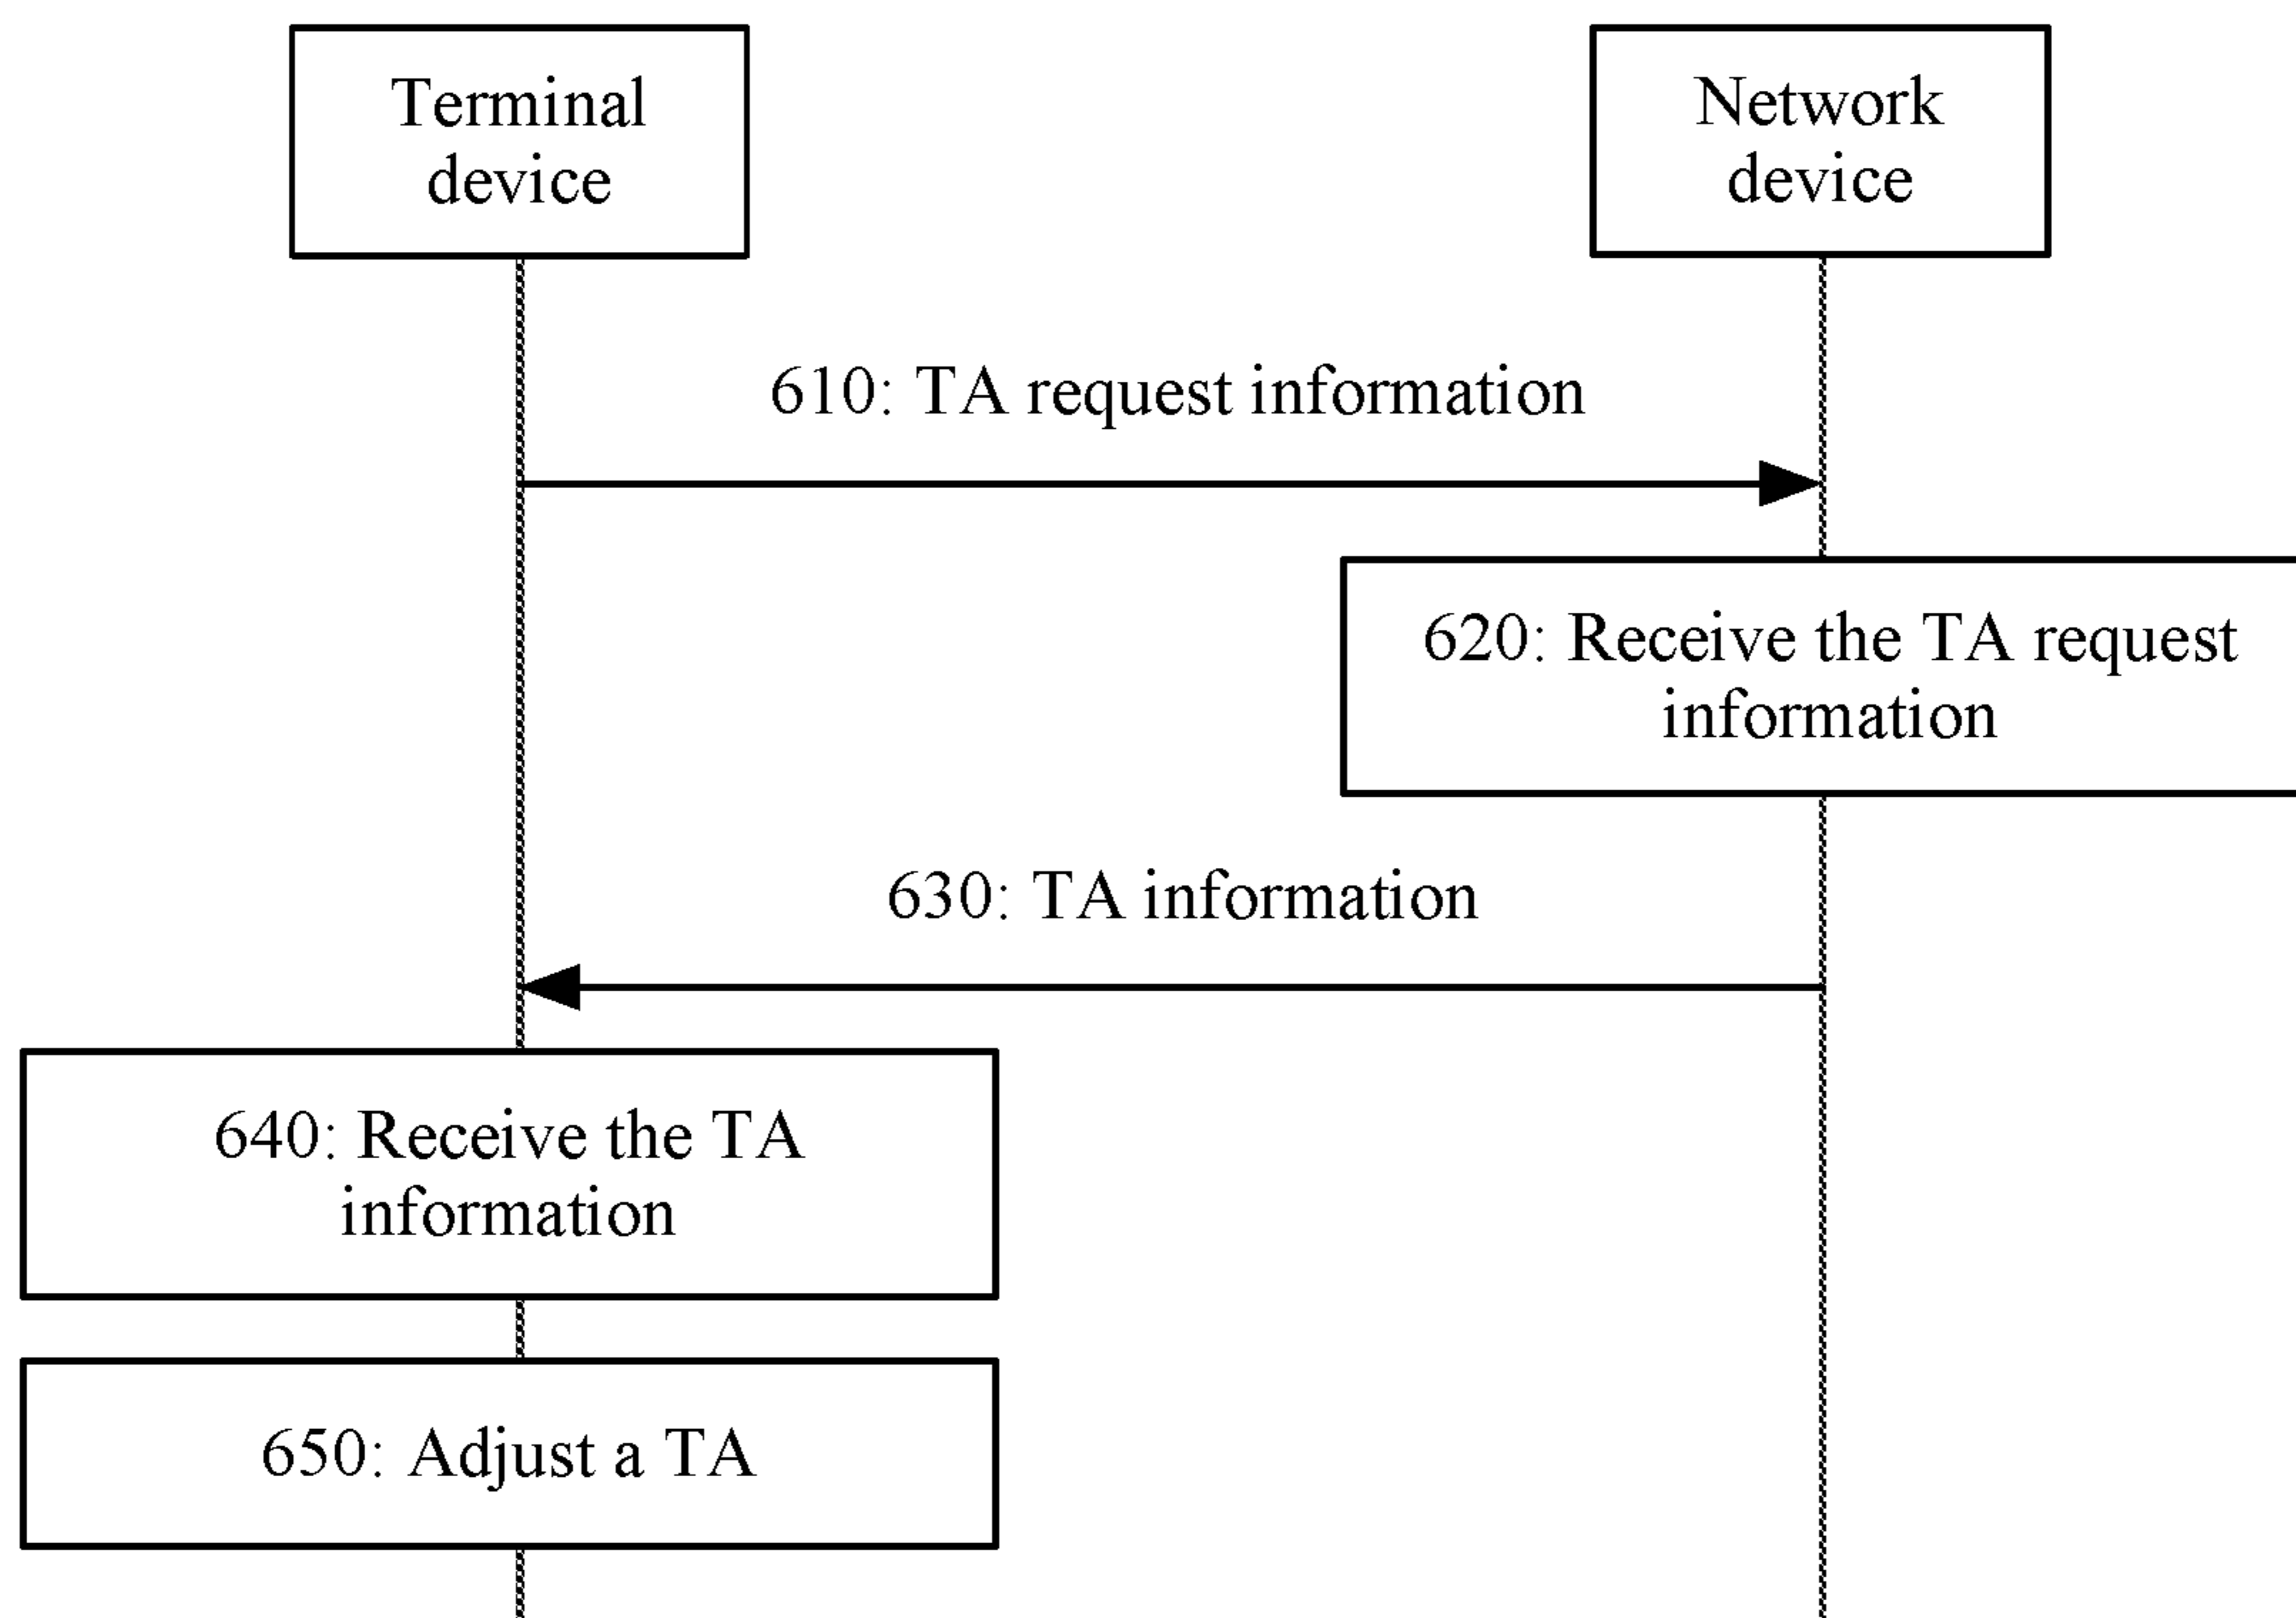 Terminal
device
Network
device
610: TA request information
620: Receive the TA request
information
630: TA information
640: Receive the TA
information
650: Adjust a TA